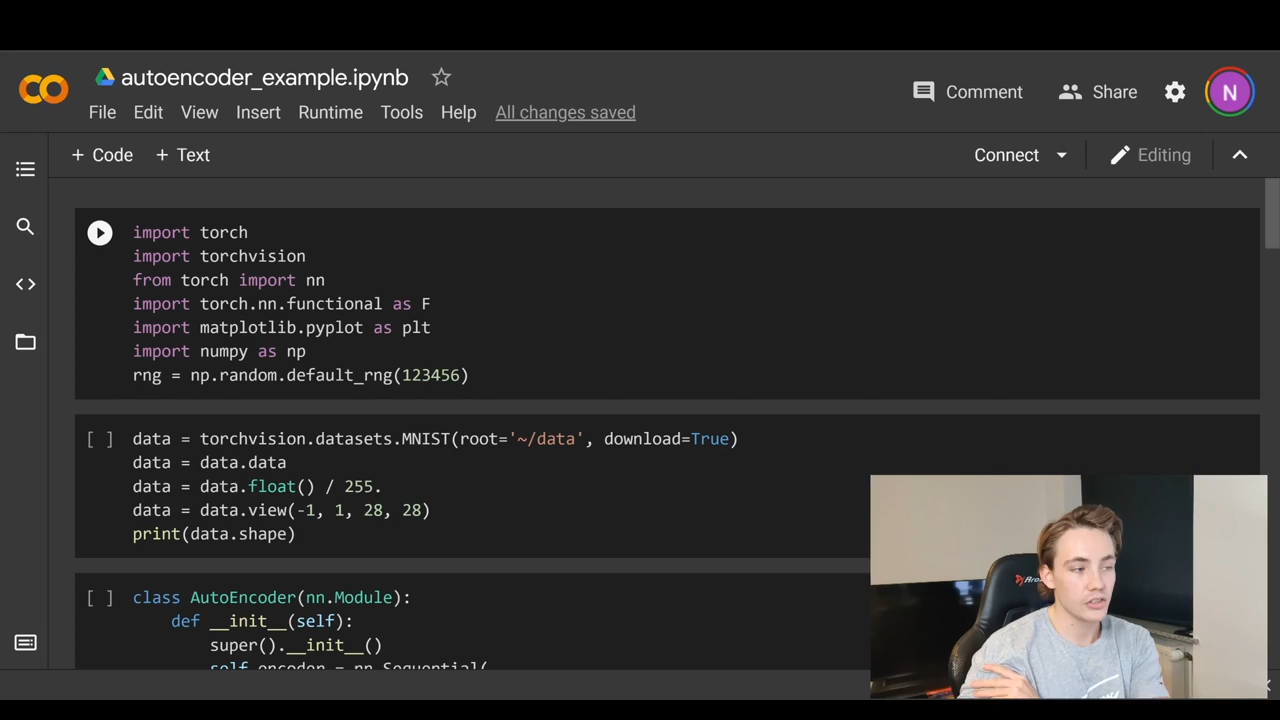 autoencoder_example.ipynb
File Edit View Insert Runtime Tools Help All changes saved
Comment Share N
+ Code + Text
Connect Editing
import torch
import torchvision
from torch import nn
import torch.nn.functional as F
import matplotlib.pyplot as plt
import numpy as np
rng = np.random.default_rng(123456)
[ ] data = torchvision.datasets.MNIST(root='~/data', download=True)
data = data.data
data = data.float() / 255.
data = data.view(-1, 1, 28, 28)
print(data.shape)
[ ] class AutoEncoder(nn.Module):
def __init__(self):
super().__init__()
self.encoder = nn.Sequential(